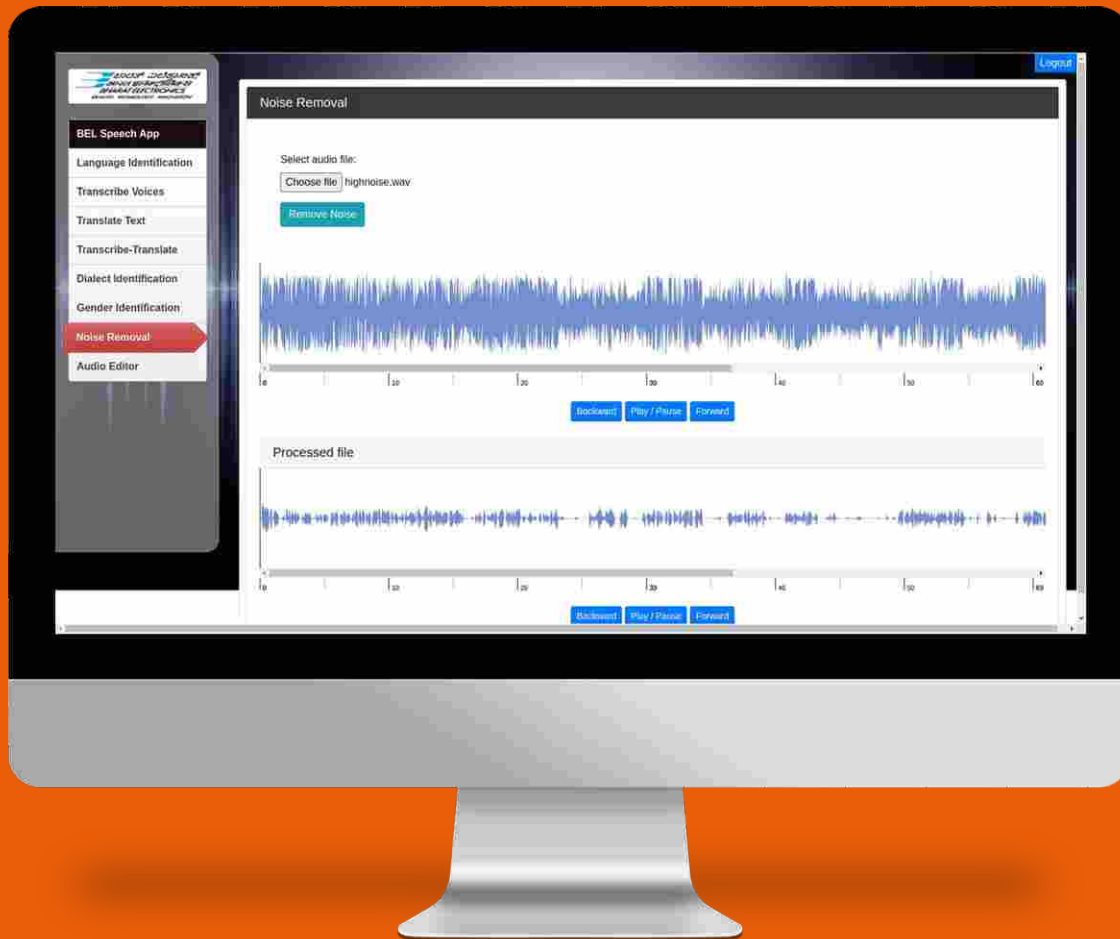 Logout
BHARAT ELECTRONICS
BEL Speech App
Language Identification
Transcribe Voices
Translate Text
Transcribe-Translate
Dialect Identification
Gender Identification
Noise Removal
Audio Editor
Noise Removal
Select audio file:
Choose file highnoise.wav
Remove Noise
0 10 20 30 40 50 60
Backward Play / Pause Forward
Processed file
0 10 20 30 40 50 60
Backward Play / Pause Forward